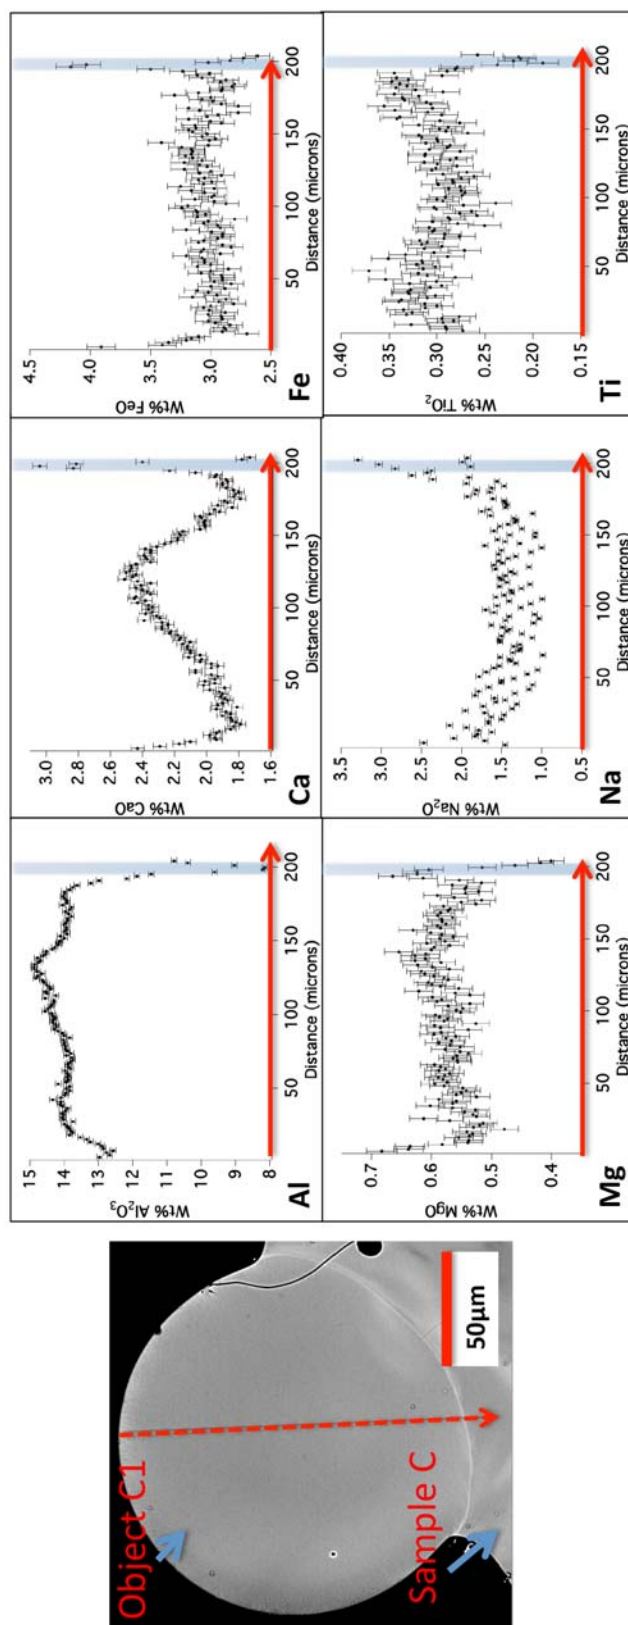 Object C1
Sample C
50μm
Wt% Al₂O₃
15
14
13
12
11
10
9
8
Al
50
100
150
200
Distance (microns)
Wt% CaO
3.0
2.8
2.6
2.4
2.2
2.0
1.8
1.6
Ca
50
100
150
200
Distance (microns)
Wt% FeO
4.5
4.0
3.5
3.0
2.5
Fe
50
100
150
200
Distance (microns)
Wt% MgO
0.7
0.6
0.5
0.4
Mg
50
100
150
200
Distance (microns)
Wt% Na₂O
3.5
3.0
2.5
2.0
1.5
1.0
0.5
Na
50
100
150
200
Distance (microns)
Wt% TiO₂
0.40
0.35
0.30
0.25
0.20
0.15
Ti
50
100
150
200
Distance (microns)